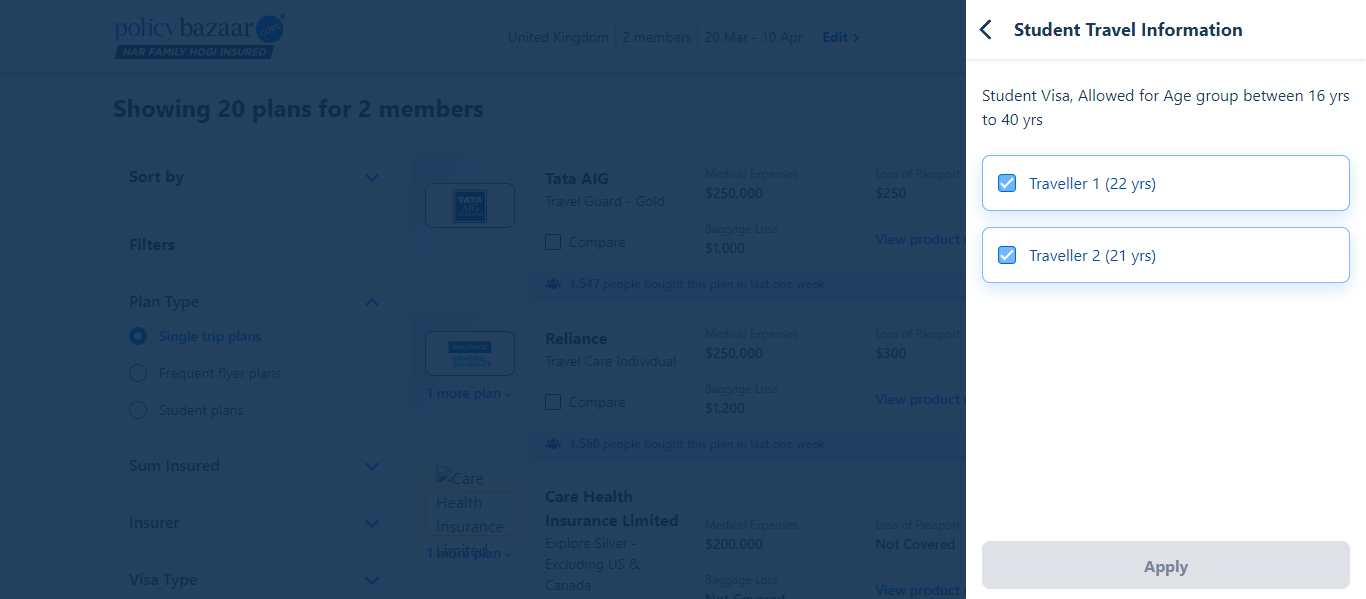 policybazaar.com
HAR FAMILY HOGI INSURED
United Kingdom
2 members
20 Mar - 10 Apr
Edit >
Showing 20 plans for 2 members
Sort by
Filters
Plan Type
Single trip plans
Frequent flyer plans
Student plans
Sum Insured
Insurer
Visa Type
TATA
AIG
Tata AIG
Travel Guard - Gold
Compare
Medical Expenses
$250,000
Baggage Loss
$1,000
Loss of Passport
$250
View product
1,547 people bought this plan in last one week
RELIANCE
GENERAL
INSURANCE
1 more plan
Reliance
Travel Care Individual
Compare
Medical Expenses
$250,000
Baggage Loss
$1,200
Loss of Passport
$300
View product
1,560 people bought this plan in last one week
Care
Health
Insurance
Limited
1 more plan
Care Health
Insurance Limited
Explore Silver -
Excluding US &
Canada
Medical Expenses
$200,000
Baggage Loss
Not Covered
Loss of Passport
Not Covered
View product
Student Travel Information
Student Visa, Allowed for Age group between 16 yrs
to 40 yrs
Traveller 1 (22 yrs)
Traveller 2 (21 yrs)
Apply